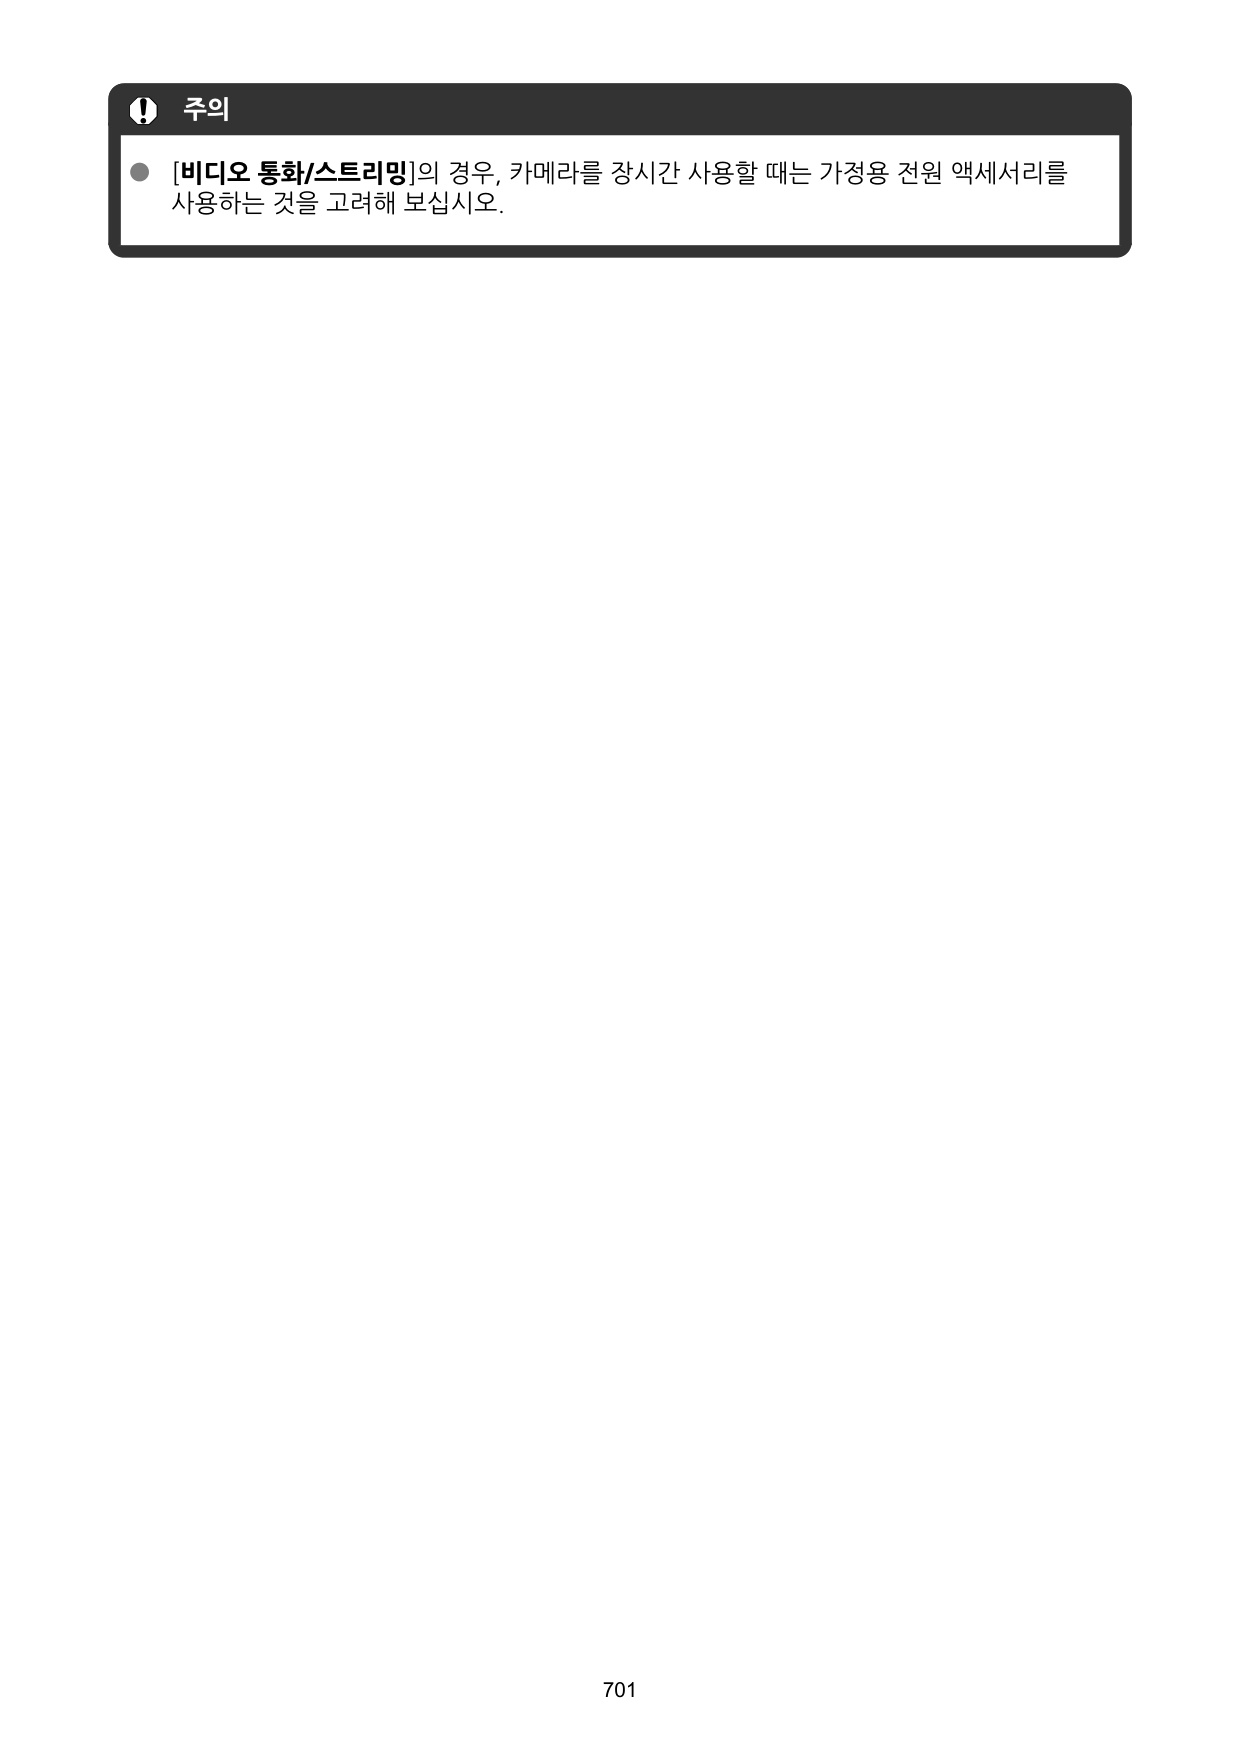 주의
[비디오 통화/스트리밍]의 경우, 카메라를 장시간 사용할 때는 가정용 전원 액세서리를
사용하는 것을 고려해 보십시오.
701